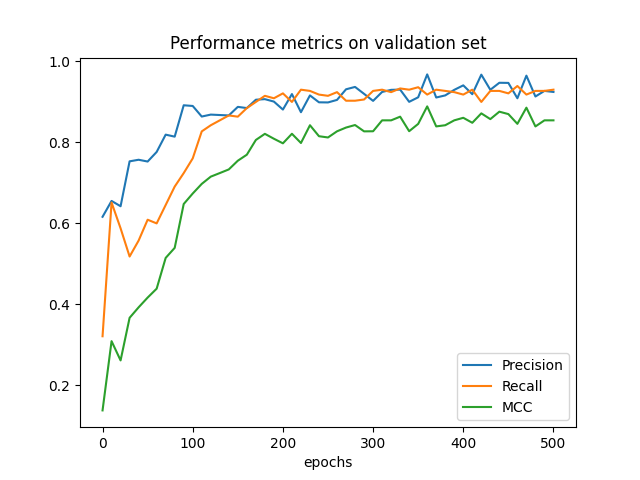 Performance metrics on validation set
1.0
0.8
0.6
0.4
0.2
Precision
Recall
MCC
0 100 200 300 400 500
epochs